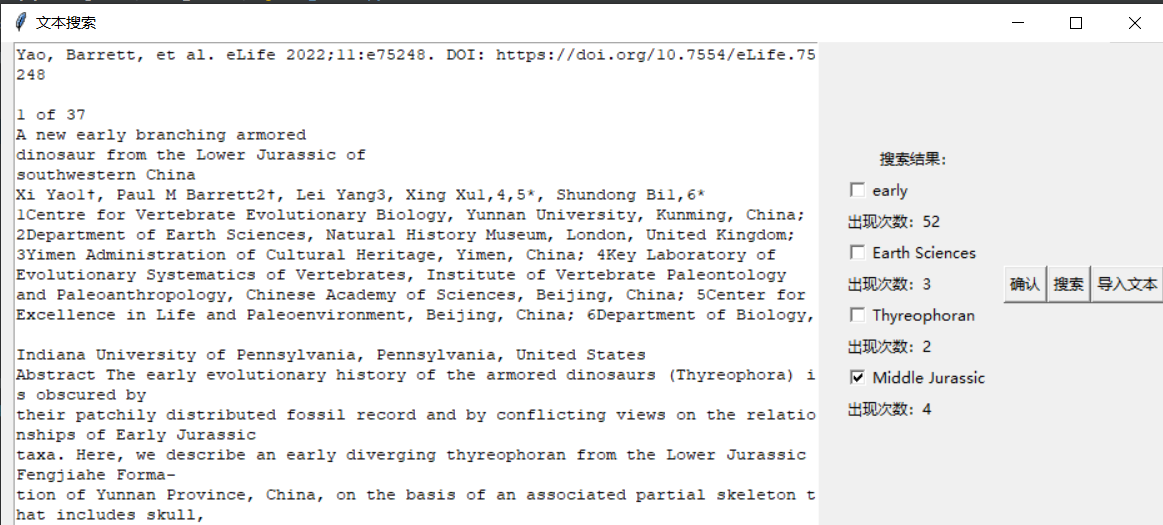 文本搜索
Yao, Barrett, et al. eLife 2022;11:e75248. DOI: https://doi.org/10.7554/eLife.75
248
1 of 37
A new early branching armored
dinosaur from the Lower Jurassic of
southwestern China
Xi Yao1†, Paul M Barrett2†, Lei Yang3, Xing Xu1,4,5*, Shundong Bi1,6*
1Centre for Vertebrate Evolutionary Biology, Yunnan University, Kunming, China;
2Department of Earth Sciences, Natural History Museum, London, United Kingdom;
3Yimen Administration of Cultural Heritage, Yimen, China; 4Key Laboratory of
Evolutionary Systematics of Vertebrates, Institute of Vertebrate Paleontology
and Paleoanthropology, Chinese Academy of Sciences, Beijing, China; 5Center for
Excellence in Life and Paleoenvironment, Beijing, China; 6Department of Biology,
Indiana University of Pennsylvania, Pennsylvania, United States
Abstract The early evolutionary history of the armored dinosaurs (Thyreophora) i
s obscured by
their patchily distributed fossil record and by conflicting views on the relatio
nships of Early Jurassic
taxa. Here, we describe an early diverging thyreophoran from the Lower Jurassic
Fengjiahe Forma-
tion of Yunnan Province, China, on the basis of an associated partial skeleton t
hat includes skull,
搜索结果:
early
出现次数: 52
Earth Sciences
出现次数: 3
Thyreophoran
出现次数: 2
Middle Jurassic
出现次数: 4
确认 搜索 导入文本